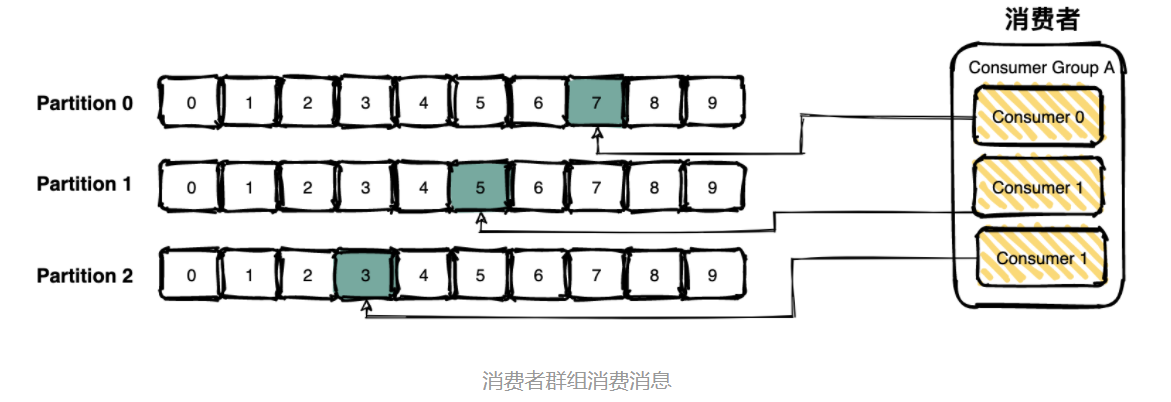 消费者
Consumer Group A
Partition 0
0 1 2 3 4 5 6 7 8 9
Consumer 0
Partition 1
0 1 2 3 4 5 6 7 8 9
Consumer 1
Partition 2
0 1 2 3 4 5 6 7 8 9
Consumer 1
消费者群组消费消息